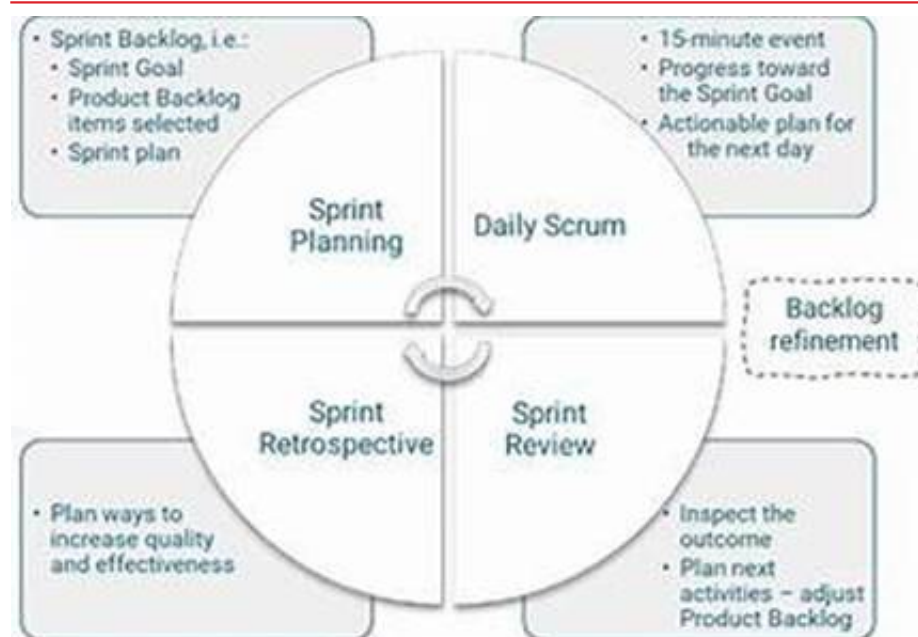 • Sprint Backlog, i.e.:
• Sprint Goal
• Product Backlog
items selected
• Sprint plan
• 15-minute event
• Progress toward
the Sprint Goal
• Actionable plan for
the next day
Sprint
Planning
Daily Scrum
Backlog
refinement
Sprint
Retrospective
Sprint
Review
• Plan ways to
increase quality
and effectiveness
• Inspect the
outcome
• Plan next
activities – adjust
Product Backlog